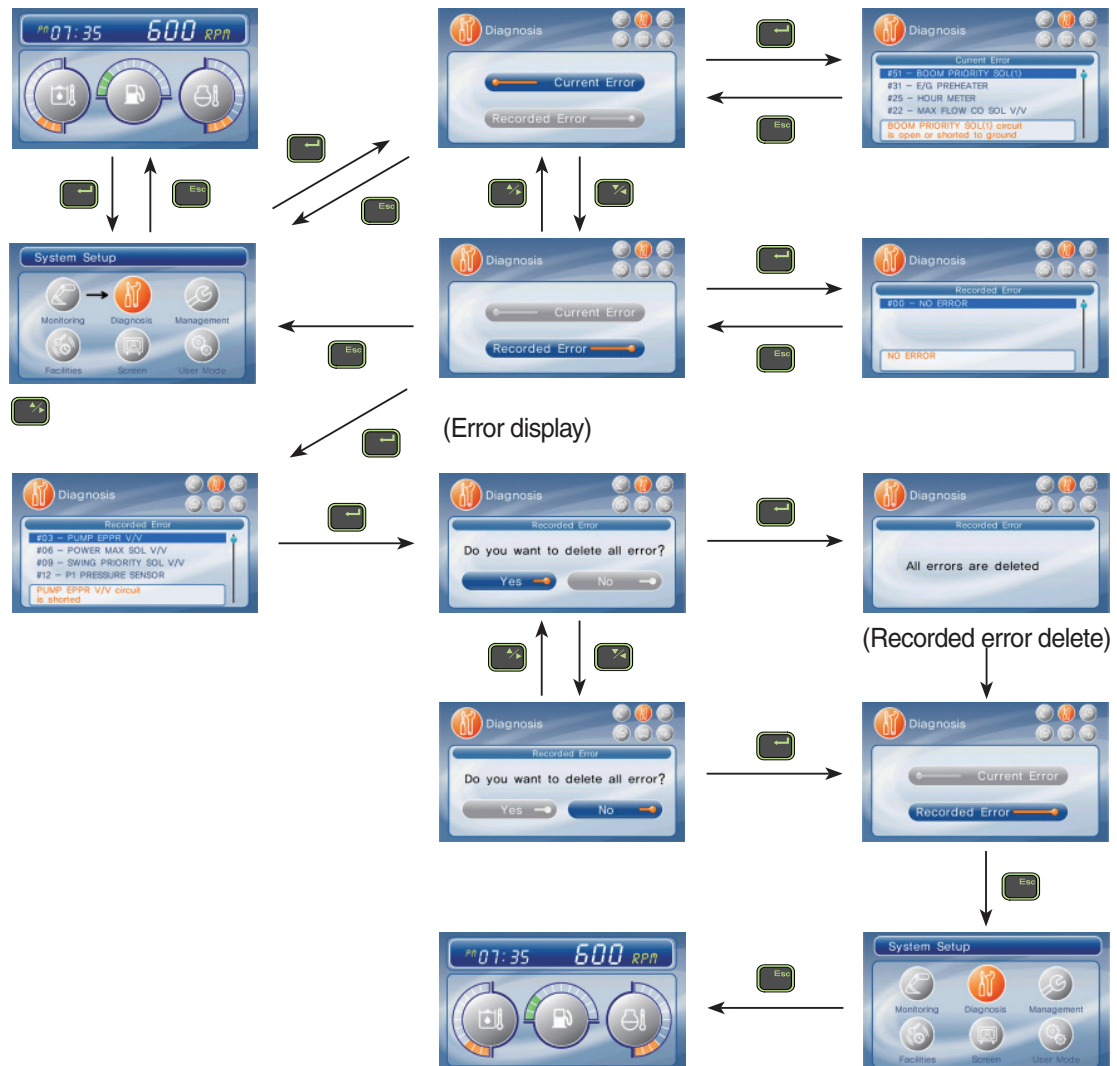 PM 07:35 600 RPM
Diagnosis
Current Error
Recorded Error
Diagnosis
Current Error
#51 - BOOM PRIORITY SOL(1)
#31 - E/G PREHEATER
#25 - HOUR METER
#22 - MAX FLOW CO SOL V/V
BOOM PRIORITY SOL(1) circuit
is open or shorted to ground
Esc
Esc
Esc
System Setup
Monitoring
Diagnosis
Management
Facilities
Screen
User Mode
Diagnosis
Current Error
Recorded Error
Diagnosis
Recorded Error
#00 - NO ERROR
NO ERROR
Esc
Esc
(Error display)
Diagnosis
Recorded Error
#03 - PUMP EPPR V/V
#06 - POWER MAX SOL V/V
#09 - SWING PRIORITY SOL V/V
#12 - P1 PRESSURE SENSOR
PUMP EPPR V/V circuit
is shorted
Diagnosis
Recorded Error
Do you want to delete all error?
Yes
No
Diagnosis
Recorded Error
All errors are deleted
(Recorded error delete)
Diagnosis
Recorded Error
Do you want to delete all error?
Yes
No
Diagnosis
Current Error
Recorded Error
Esc
PM 07:35 600 RPM
Esc
System Setup
Monitoring
Diagnosis
Management
Facilities
Screen
User Mode